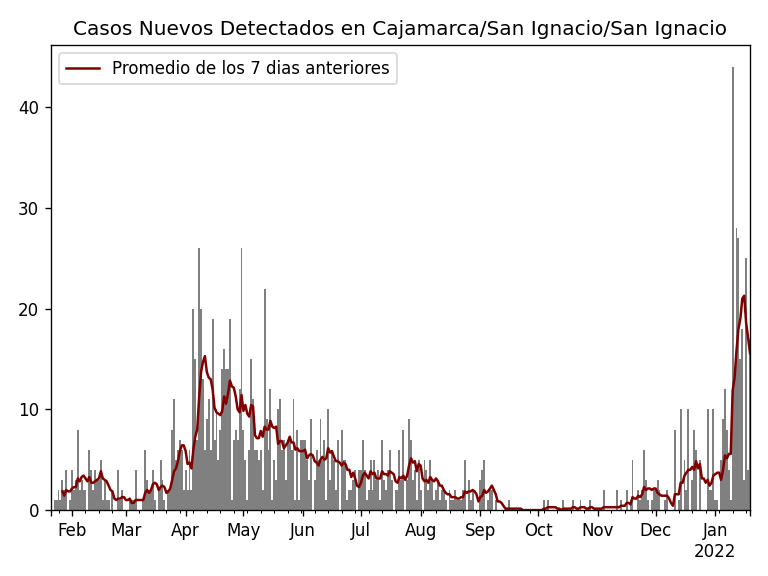 Casos Nuevos Detectados en Cajamarca/San Ignacio/San Ignacio
Promedio de los 7 dias anteriores
40
30
20
10
0
Feb Mar Apr May Jun Jul Aug Sep Oct Nov Dec Jan
2022